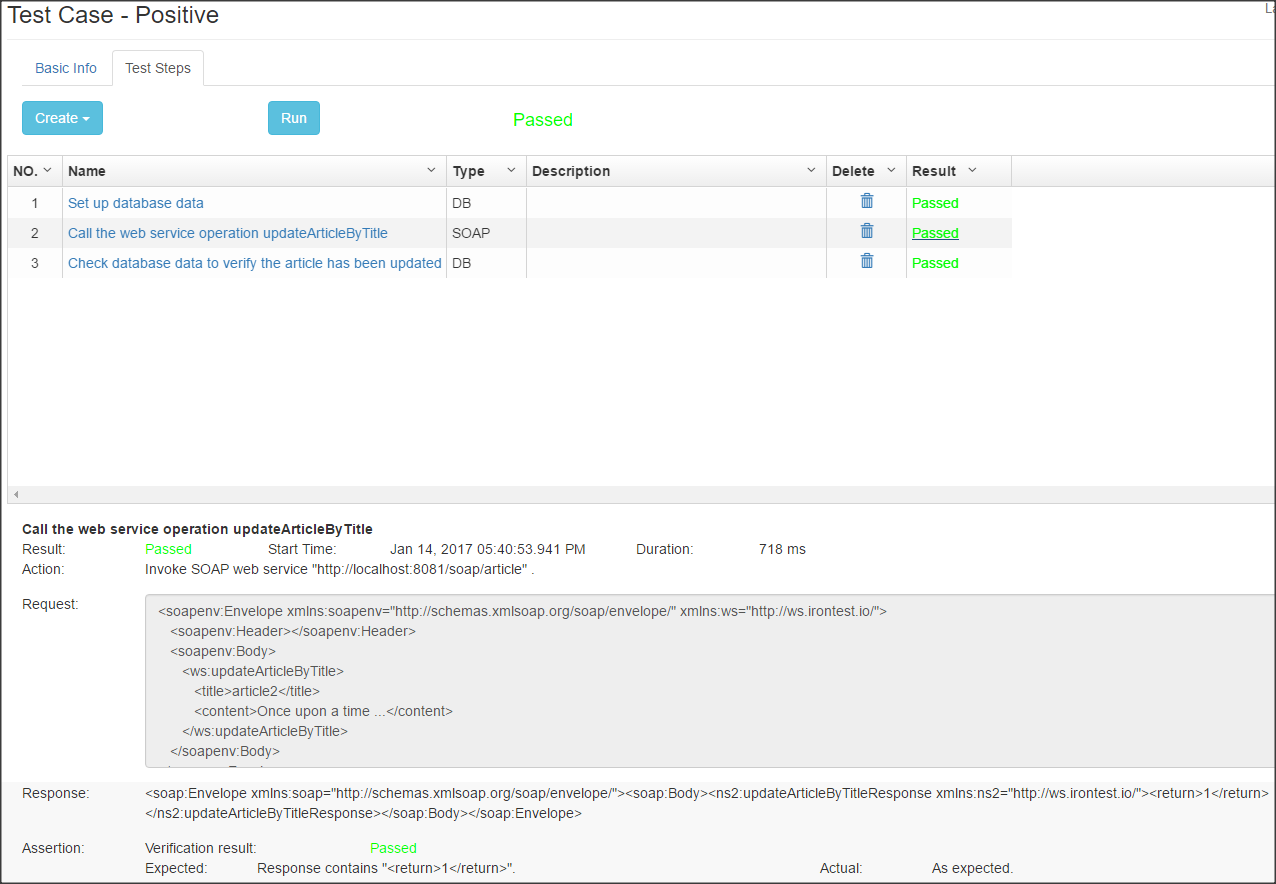 Test Case - Positive
Basic Info Test Steps
Create Run Passed
NO. Name Type Description Delete Result
1 Set up database data DB Passed
2 Call the web service operation updateArticleByTitle SOAP Passed
3 Check database data to verify the article has been updated DB Passed
Call the web service operation updateArticleByTitle
Result: Passed Start Time: Jan 14, 2017 05:40:53.941 PM Duration: 718 ms
Action: Invoke SOAP web service "http://localhost:8081/soap/article" .
Request: <soapenv:Envelope xmlns:soapenv="http://schemas.xmlsoap.org/soap/envelope/" xmlns:ws="http://ws.irontest.io/">
<soapenv:Header></soapenv:Header>
<soapenv:Body>
<ws:updateArticleByTitle>
<title>article2</title>
<content>Once upon a time ...</content>
</ws:updateArticleByTitle>
</soapenv:Body>
Response: <soap:Envelope xmlns:soap="http://schemas.xmlsoap.org/soap/envelope/"><soap:Body><ns2:updateArticleByTitleResponse xmlns:ns2="http://ws.irontest.io/"><return>1</return>
</ns2:updateArticleByTitleResponse></soap:Body></soap:Envelope>
Assertion: Verification result: Passed
Expected: Response contains "<return>1</return>". Actual: As expected.